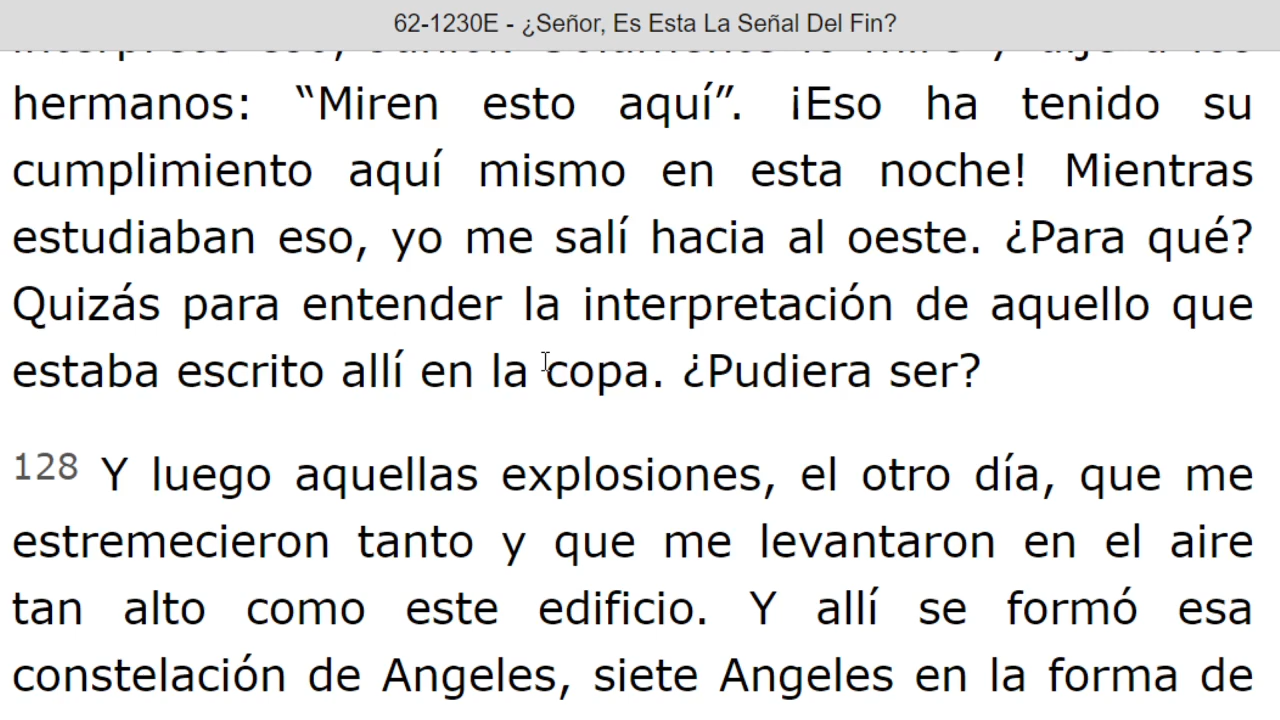 62-1230E - ¿Señor, Es Esta La Señal Del Fin?
hermanos: “Miren esto aquí”. ¡Eso ha tenido su
cumplimiento aquí mismo en esta noche! Mientras
estudiaban eso, yo me salí hacia al oeste. ¿Para qué?
Quizás para entender la interpretación de aquello que
estaba escrito allí en la copa. ¿Pudiera ser?
128 Y luego aquellas explosiones, el otro día, que me
estremecieron tanto y que me levantaron en el aire
tan alto como este edificio. Y allí se formó esa
constelación de Angeles, siete Angeles en la forma de